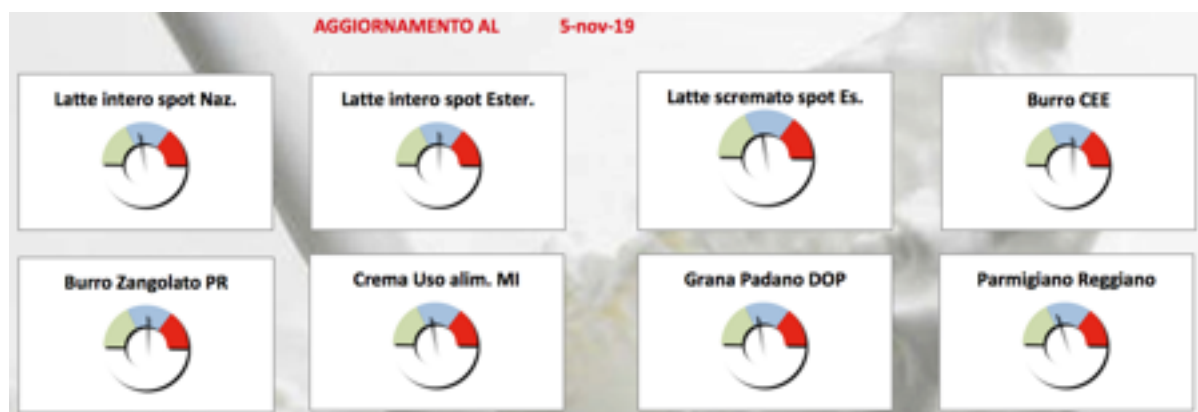 AGGIORNAMENTO AL 5-nov-19
Latte intero spot Naz.
Latte intero spot Ester.
Latte scremato spot Es.
Burro CEE
Burro Zangolato PR
Crema Uso alim. MI
Grana Padano DOP
Parmigiano Reggiano